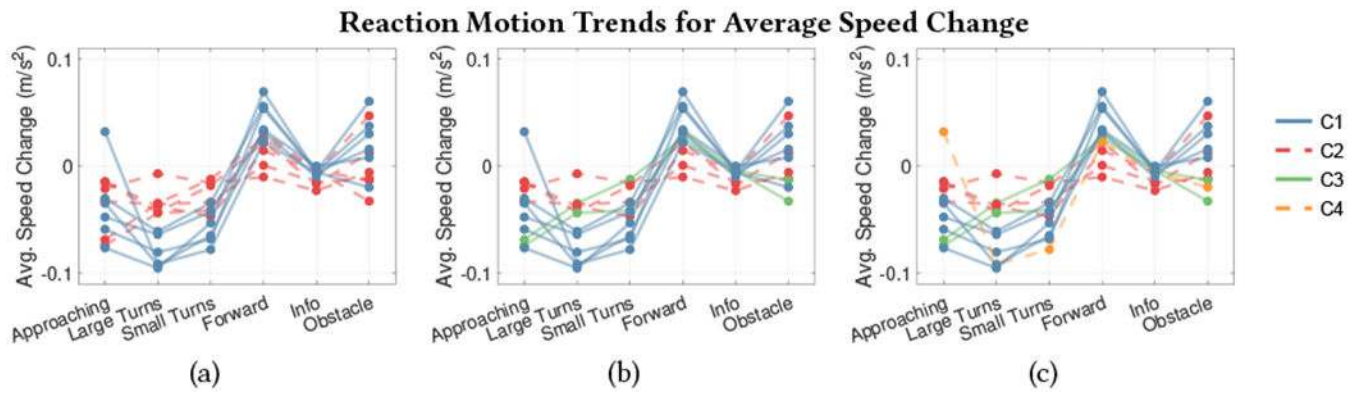 Reaction Motion Trends for Average Speed Change
Avg. Speed Change (m/s²)
0.1
0
-0.1
Approaching
Large Turns
Small Turns
Forward
Info
Obstacle
(a)
Avg. Speed Change (m/s²)
0.1
0
-0.1
Approaching
Large Turns
Small Turns
Forward
Info
Obstacle
(b)
Avg. Speed Change (m/s²)
0.1
0
-0.1
Approaching
Large Turns
Small Turns
Forward
Info
Obstacle
(c)
C1
C2
C3
C4